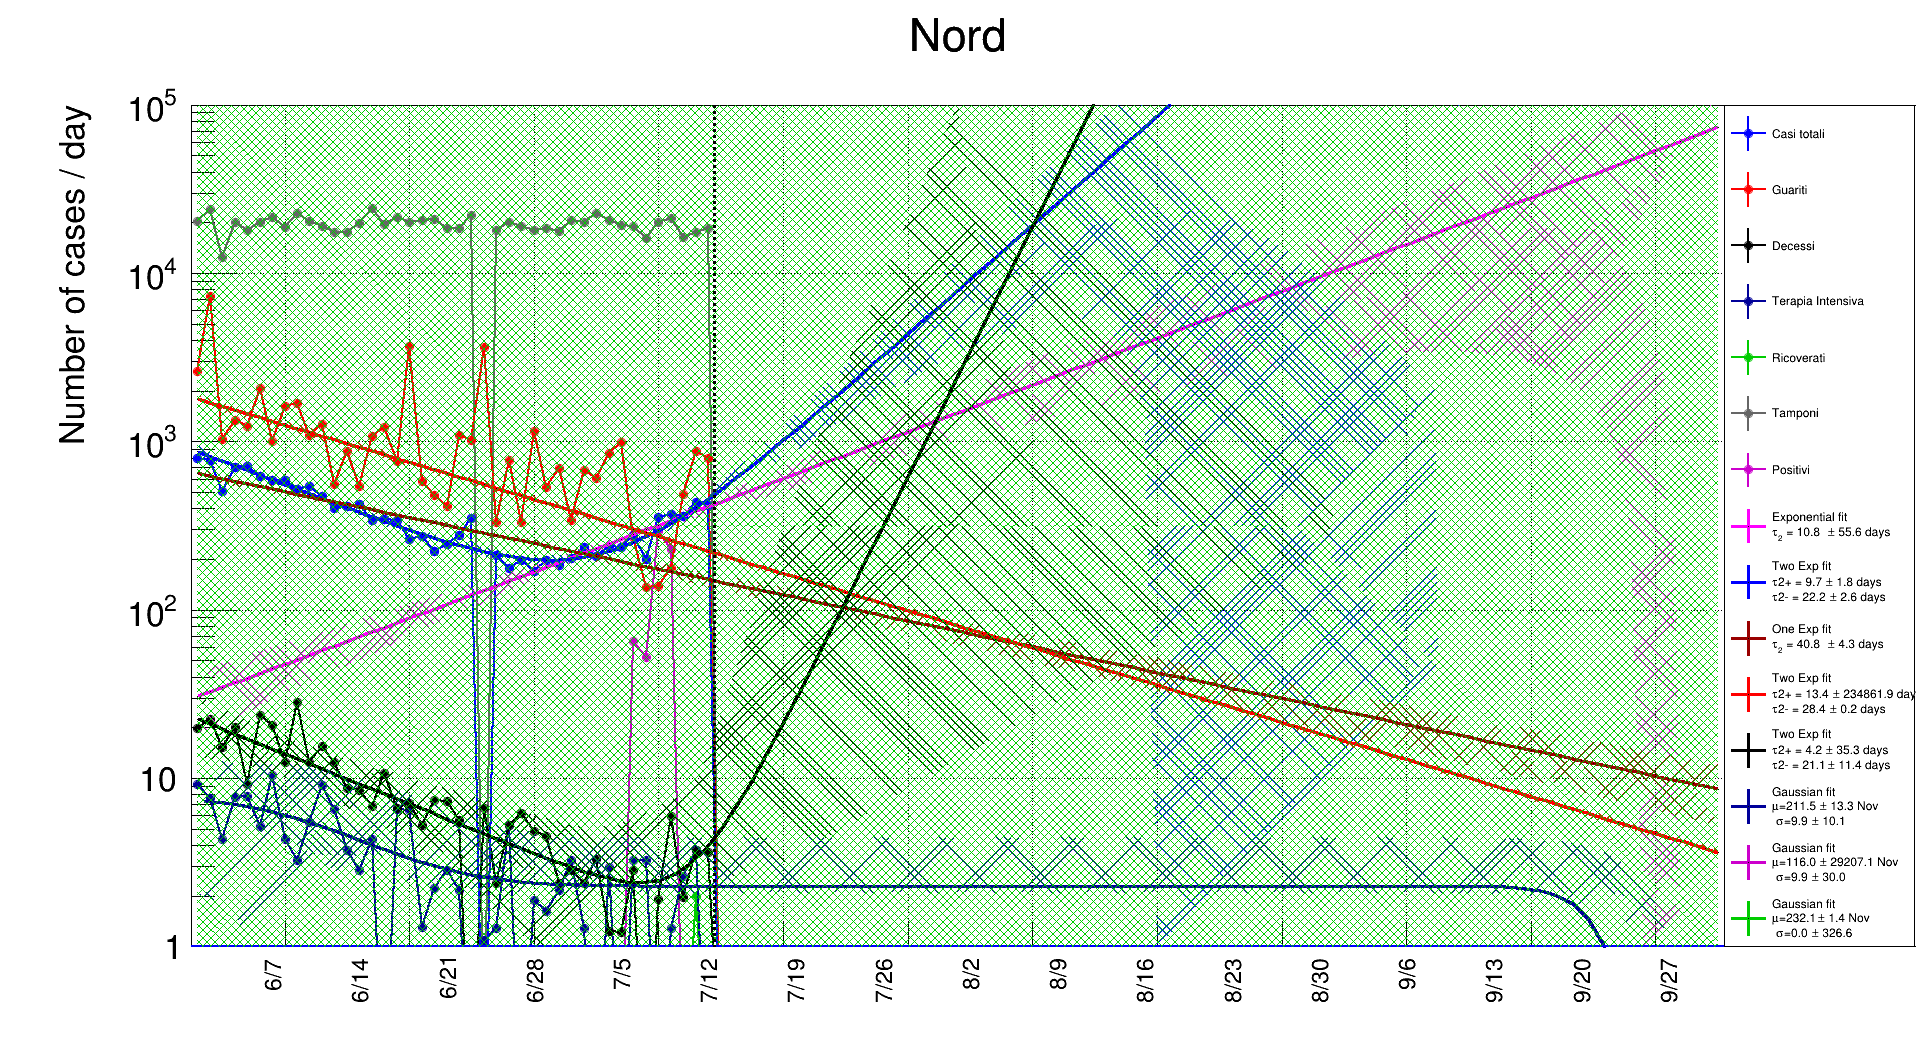 Nord
Number of cases / day
10^5
10^4
10^3
10^2
10
1
6/7
6/14
6/21
6/28
7/5
7/12
7/19
7/26
8/2
8/9
8/16
8/23
8/30
9/6
9/13
9/20
9/27
Casi totali
Guariti
Decessi
Terapia Intensiva
Ricoverati
Tamponi
Positivi
Exponential fit
τ_2 = 10.8 ± 55.6 days
Two Exp fit
τ2+ = 9.7 ± 1.8 days
τ2- = 22.2 ± 2.6 days
One Exp fit
τ_2 = 40.8 ± 4.3 days
Two Exp fit
τ2+ = 13.4 ± 234861.9 day
τ2- = 28.4 ± 0.2 days
Two Exp fit
τ2+ = 4.2 ± 35.3 days
τ2- = 21.1 ± 11.4 days
Gaussian fit
μ=211.5 ± 13.3 Nov
σ=9.9 ± 10.1
Gaussian fit
μ=116.0 ± 29207.1 Nov
σ=9.9 ± 30.0
Gaussian fit
μ=232.1 ± 1.4 Nov
σ=0.0 ± 326.6